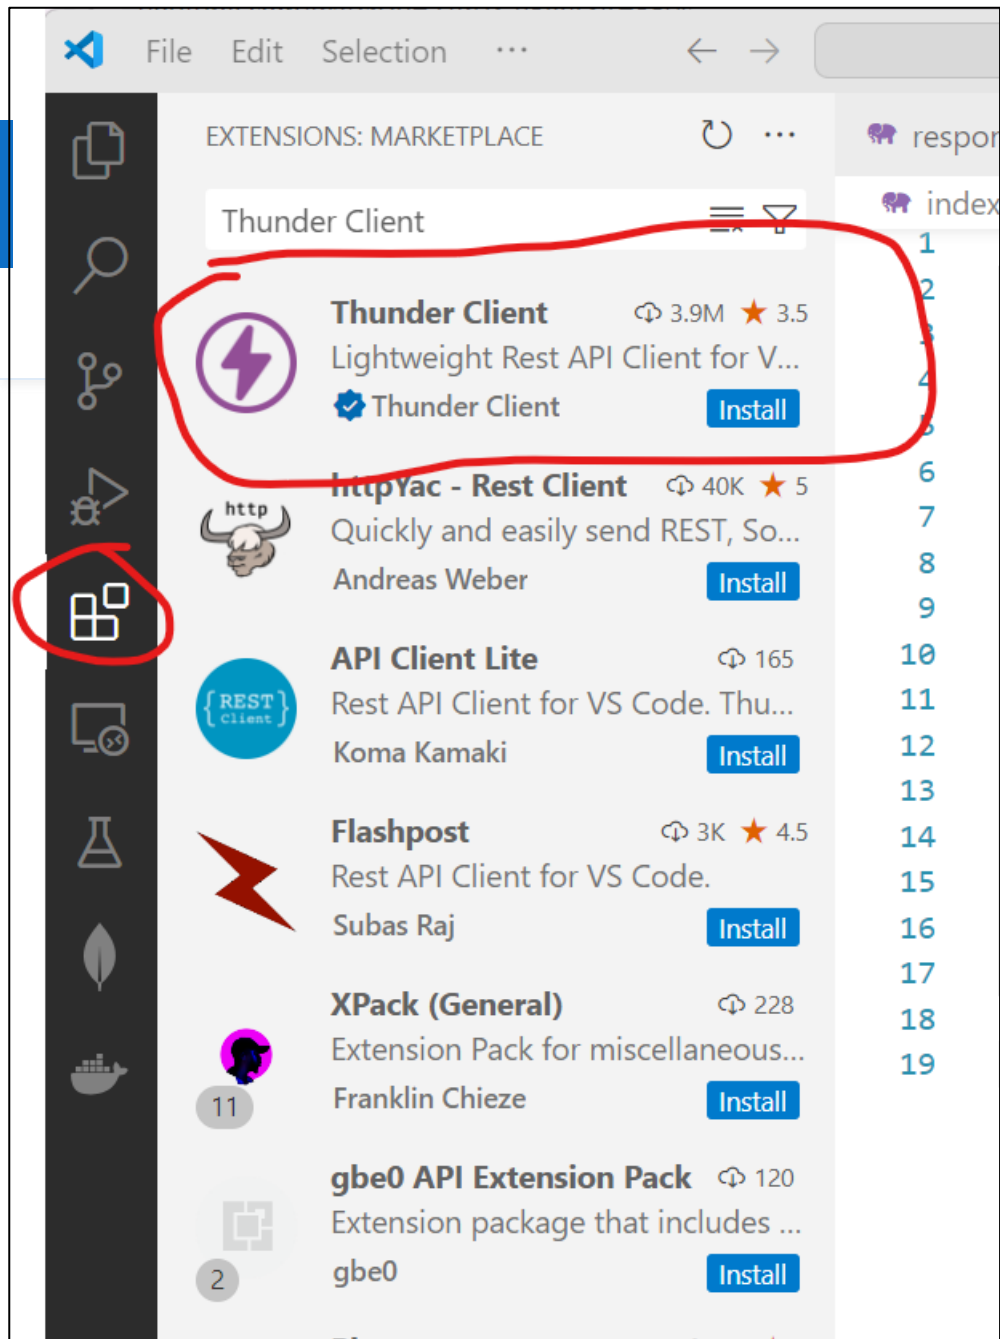 File Edit Selection ...
EXTENSIONS: MARKETPLACE
Thunder Client
Thunder Client 3.9M 3.5
Lightweight Rest API Client for V...
Thunder Client Install
httpYac - Rest Client 40K 5
http
Quickly and easily send REST, So...
Andreas Weber Install
API Client Lite 165
{REST}
Client
Rest API Client for VS Code. Thu...
Koma Kamaki Install
Flashpost 3K 4.5
Rest API Client for VS Code.
Subas Raj Install
XPack (General) 228
Extension Pack for miscellaneous...
11 Franklin Chieze Install
gbe0 API Extension Pack 120
Extension package that includes ...
2 gbe0 Install
respon
index
1
2
3
4
5
6
7
8
9
10
11
12
13
14
15
16
17
18
19